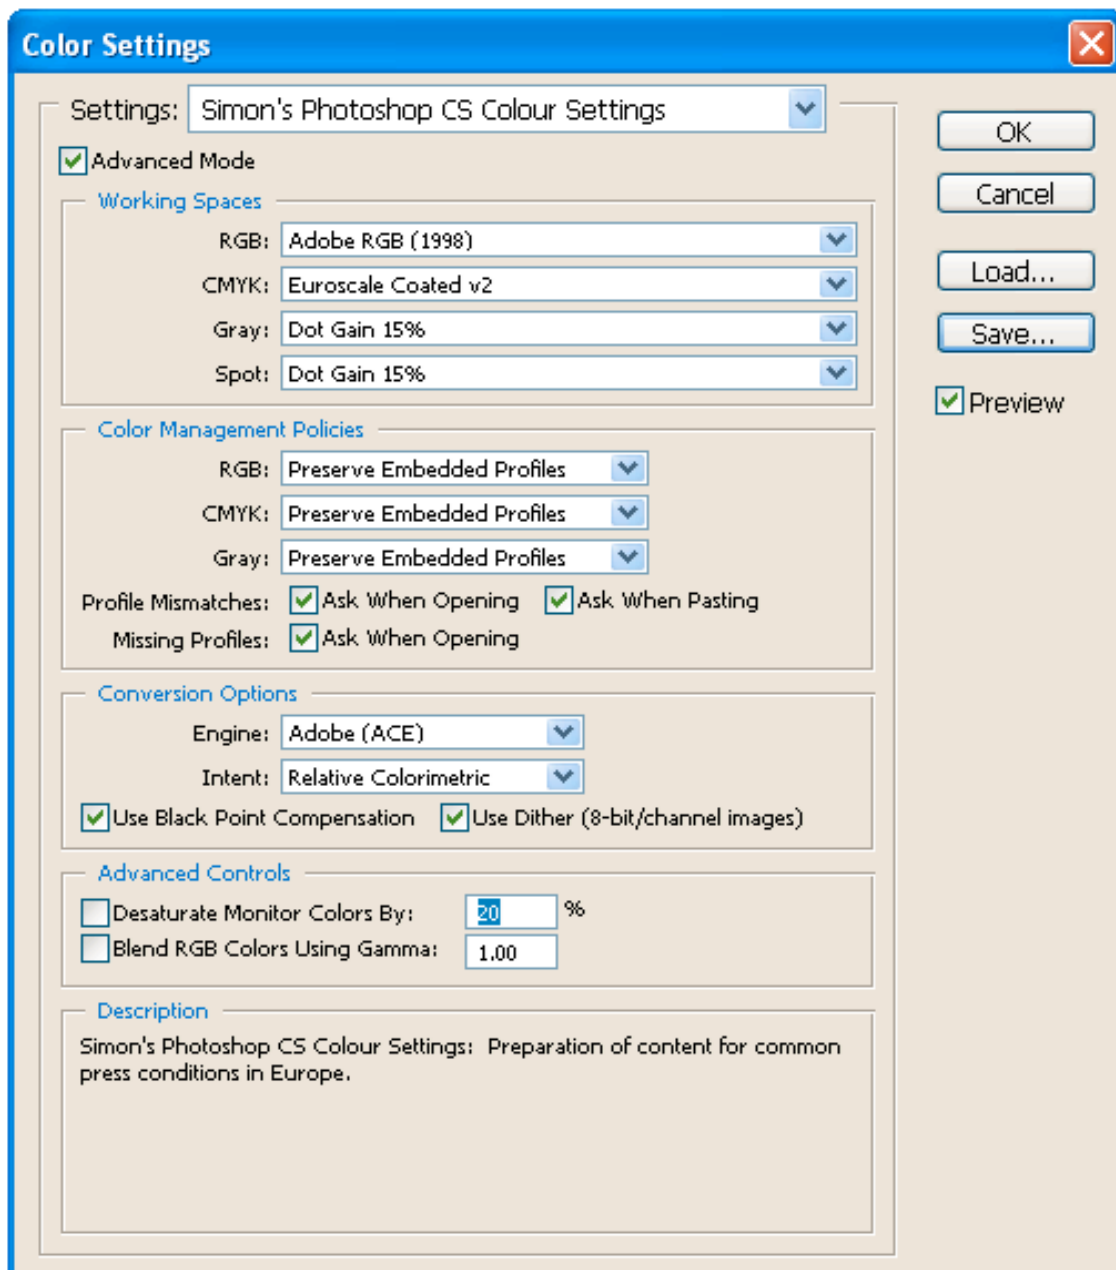 Color Settings
Settings: Simon's Photoshop CS Colour Settings
OK
Advanced Mode
Cancel
Working Spaces
RGB: Adobe RGB (1998)
Load...
CMYK: Euroscale Coated v2
Gray: Dot Gain 15%
Save...
Spot: Dot Gain 15%
Preview
Color Management Policies
RGB: Preserve Embedded Profiles
CMYK: Preserve Embedded Profiles
Gray: Preserve Embedded Profiles
Profile Mismatches: Ask When Opening Ask When Pasting
Missing Profiles: Ask When Opening
Conversion Options
Engine: Adobe (ACE)
Intent: Relative Colorimetric
Use Black Point Compensation Use Dither (8-bit/channel images)
Advanced Controls
Desaturate Monitor Colors By: 20 %
Blend RGB Colors Using Gamma: 1.00
Description
Simon's Photoshop CS Colour Settings: Preparation of content for common
press conditions in Europe.